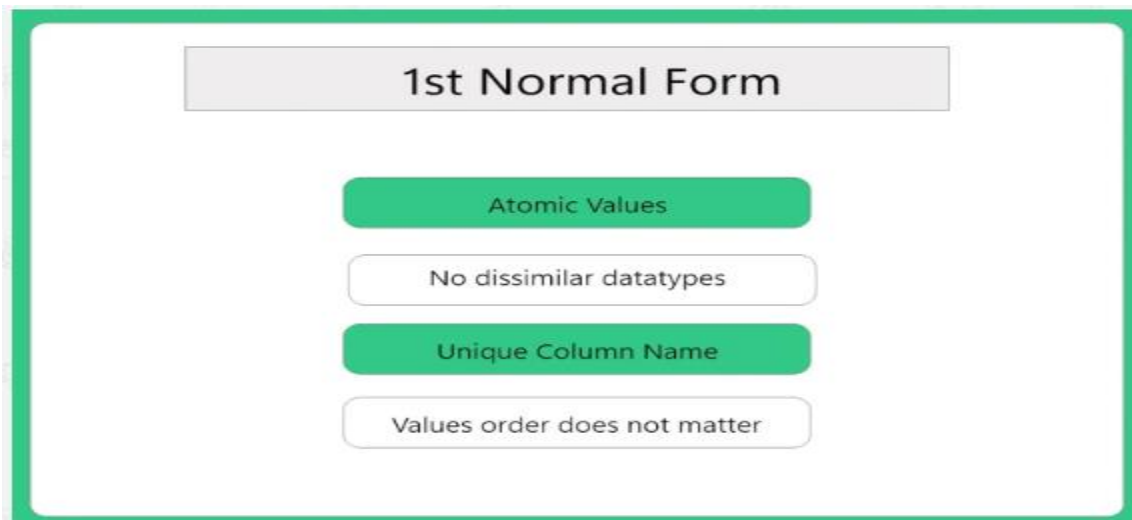 1st Normal Form
Atomic Values
No dissimilar datatypes
Unique Column Name
Values order does not matter